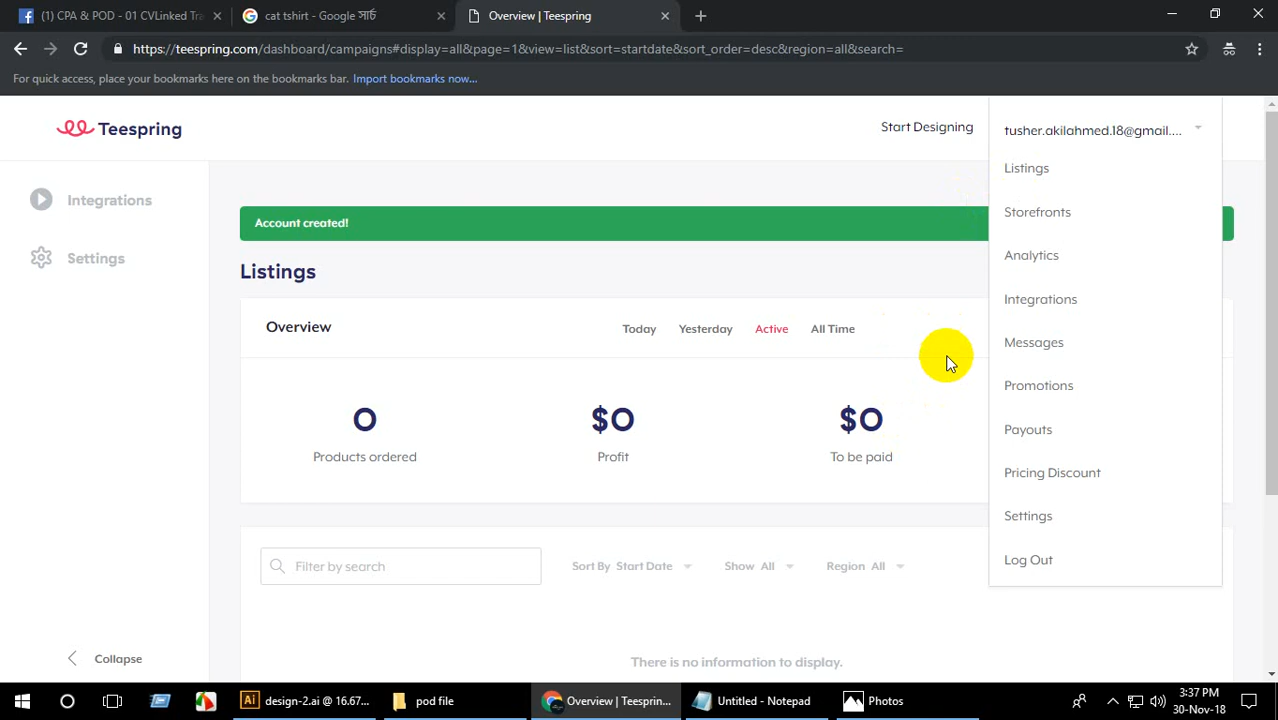 (1) CPA & POD - 01 CVLinked Tra
cat tshirt - Google সার্চ
Overview | Teespring
https://teespring.com/dashboard/campaigns#display=all&page=1&view=list&sort=startdate&sort_order=desc&region=all&search=
For quick access, place your bookmarks here on the bookmarks bar. Import bookmarks now...
Teespring
Start Designing
tusher.akilahmed.18@gmail....
Listings
Storefronts
Analytics
Integrations
Messages
Promotions
Payouts
Pricing Discount
Settings
Log Out
Integrations
Settings
Collapse
Account created!
Listings
Overview
Today Yesterday Active All Time
0 $0 $0
Products ordered Profit To be paid
Filter by search Sort By Start Date Show All Region All
There is no information to display.
Ai design-2.ai @ 16.67... pod file Overview | Teesprin... Untitled - Notepad Photos
3:37 PM
30-Nov-18